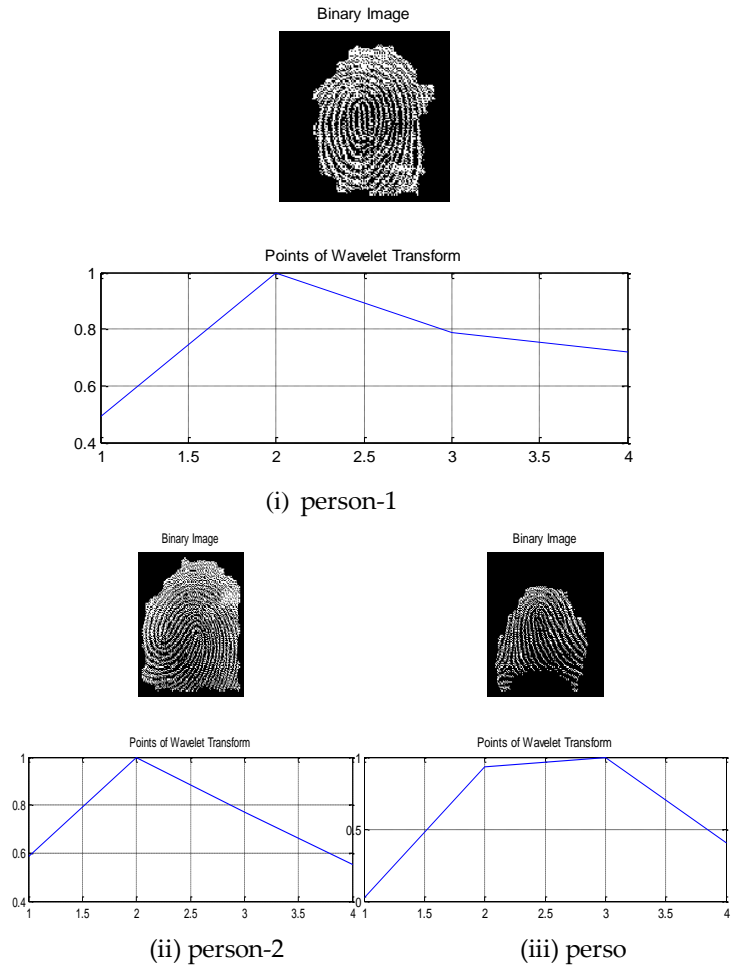 Binary Image
Points of Wavelet Transform
1
0.8
0.6
0.4
1 1.5 2 2.5 3 3.5 4
(i) person-1
Binary Image Binary Image
Points of Wavelet Transform Points of Wavelet Transform
1 1
0.8
0.6 0.5
0.4 0
1 1.5 2 2.5 3 3.5 4 1 1.5 2 2.5 3 3.5 4
(ii) person-2 (iii) perso